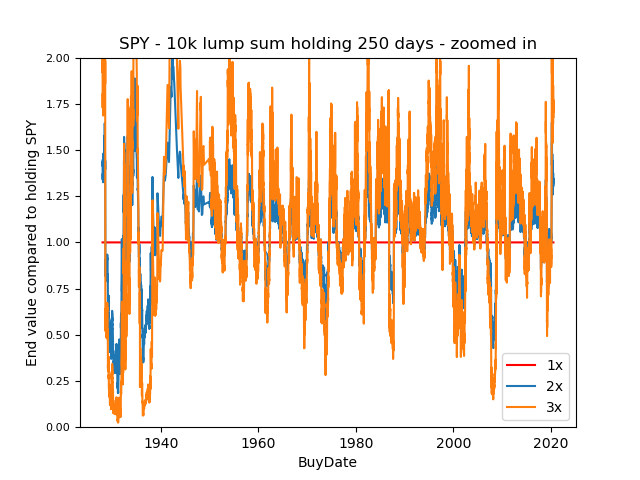 SPY - 10k lump sum holding 250 days - zoomed in
End value compared to holding SPY
2.00
1.75
1.50
1.25
1.00
0.75
0.50
0.25
0.00
1940
1960
1980
2000
2020
BuyDate
1x
2x
3x